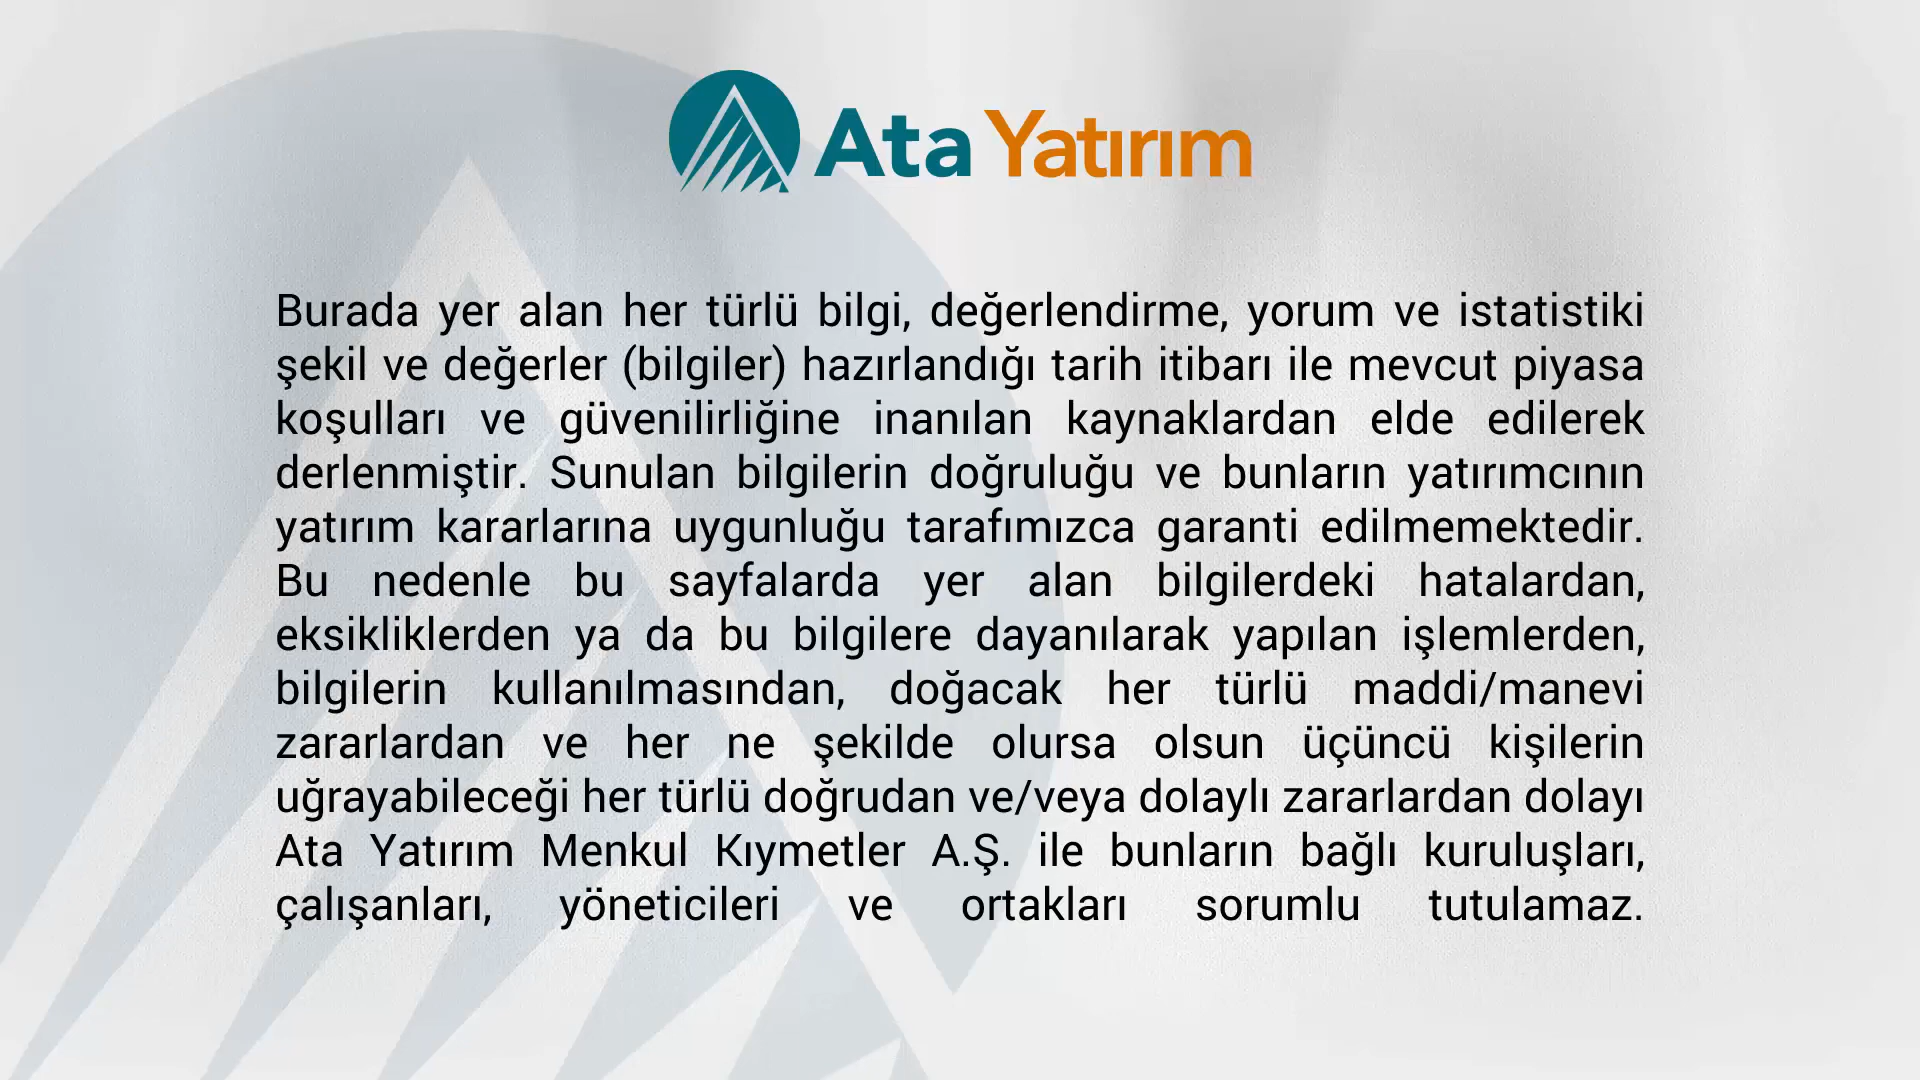 Ata Yatırım
Burada yer alan her türlü bilgi, değerlendirme, yorum ve istatistiki
şekil ve değerler (bilgiler) hazırlandığı tarih itibarı ile mevcut piyasa
koşulları ve güvenilirliğine inanılan kaynaklardan elde edilerek
derlenmiştir. Sunulan bilgilerin doğruluğu ve bunların yatırımcının
yatırım kararlarına uygunluğu tarafımızca garanti edilmemektedir.
Bu nedenle bu sayfalarda yer alan bilgilerdeki hatalardan,
eksikliklerden ya da bu bilgilere dayanılarak yapılan işlemlerden,
bilgilerin kullanılmasından, doğacak her türlü maddi/manevi
zararlardan ve her ne şekilde olursa olsun üçüncü kişilerin
uğrayabileceği her türlü doğrudan ve/veya dolaylı zararlardan dolayı
Ata Yatırım Menkul Kıymetler A.Ş. ile bunların bağlı kuruluşları,
çalışanları, yöneticileri ve ortakları sorumlu tutulamaz.